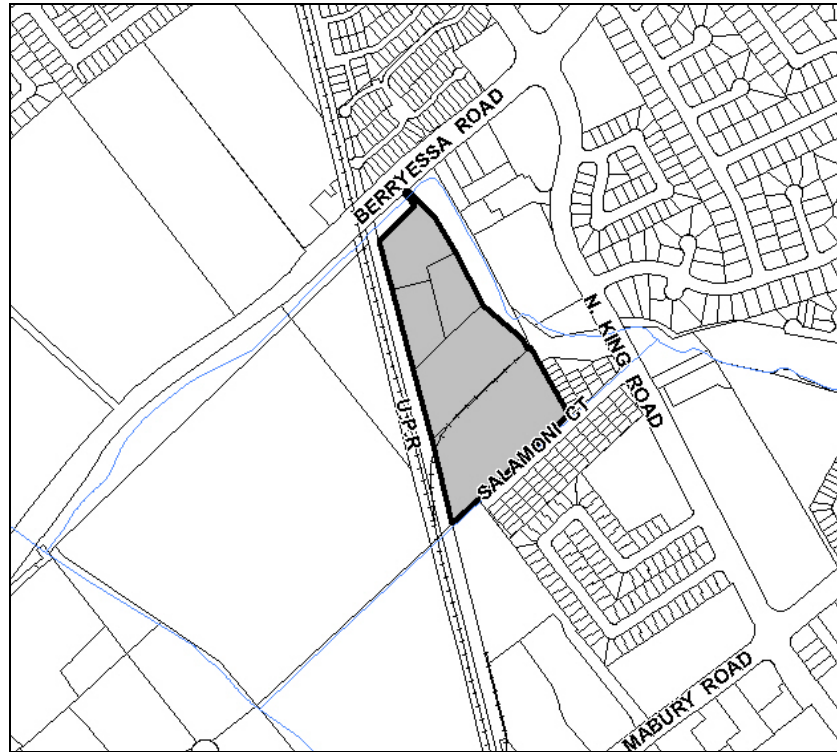 BERRYESSA ROAD
N. KING ROAD
U.P.R
SALAMONI CT
MABURY ROAD